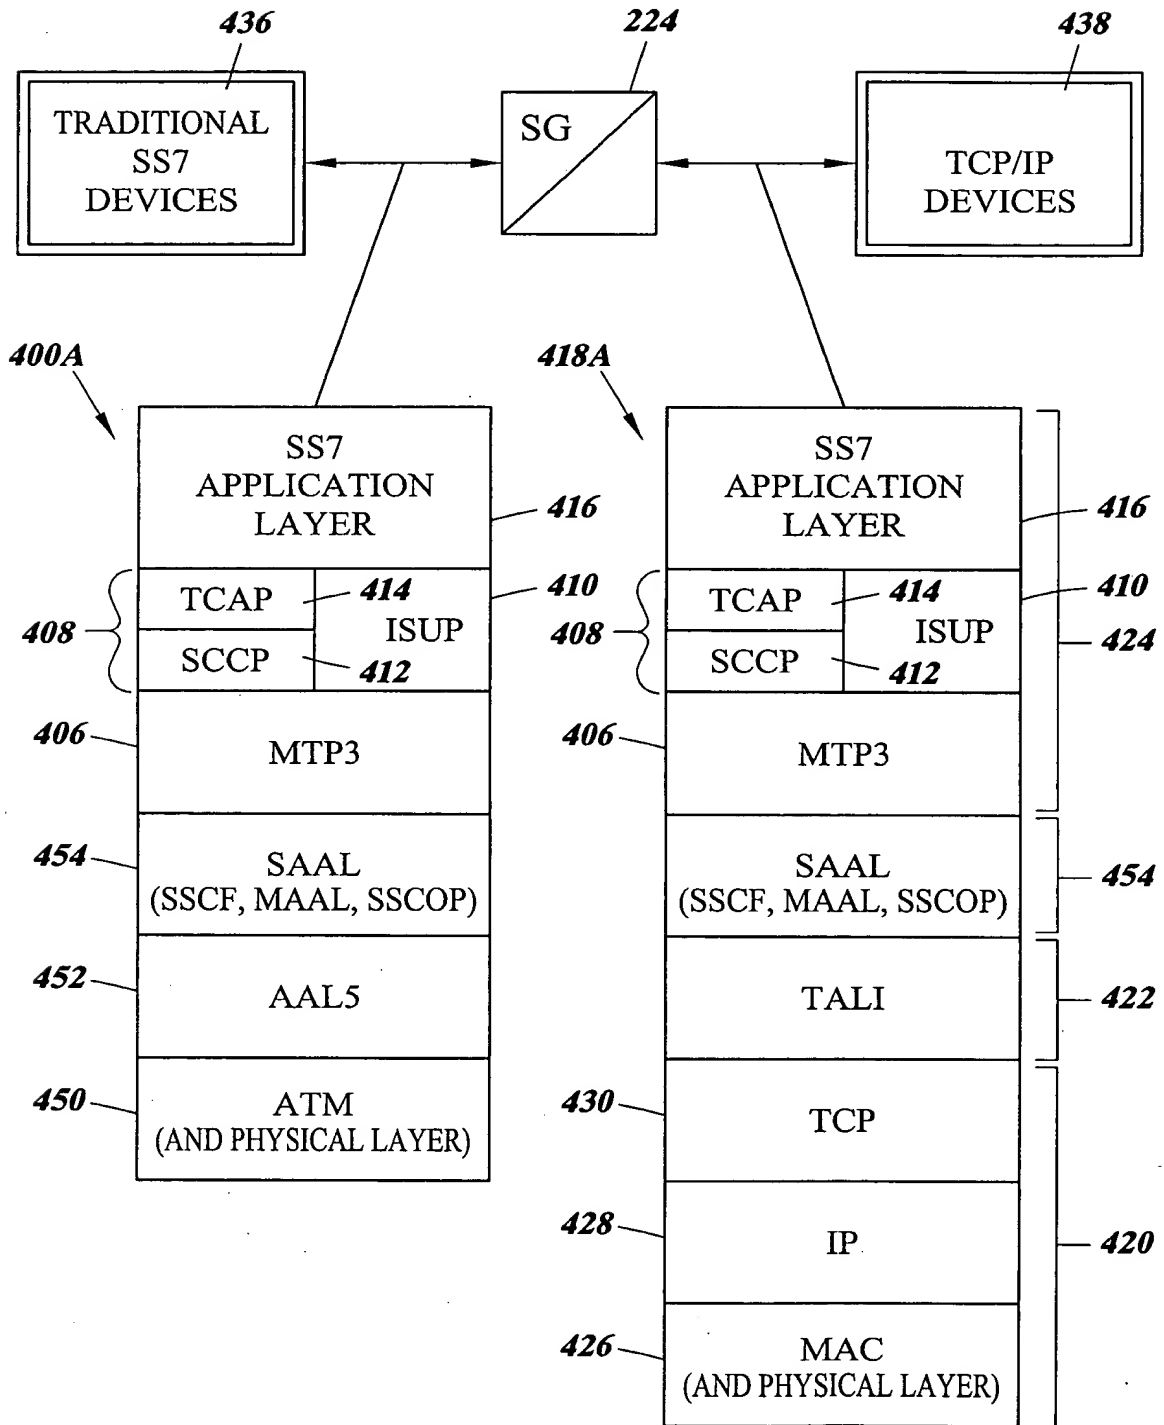 436
224
438
TRADITIONAL
SS7
DEVICES
SG
TCP/IP
DEVICES
400A
418A
SS7
APPLICATION
LAYER
416
TCAP
414
410
ISUP
408
SCCP
412
406
MTP3
454
SAAL
(SSCF, MAAL, SSCOP)
452
AAL5
450
ATM
(AND PHYSICAL LAYER)
SS7
APPLICATION
LAYER
416
TCAP
414
410
ISUP
408
SCCP
412
424
406
MTP3
SAAL
(SSCF, MAAL, SSCOP)
454
TALI
422
430
TCP
428
IP
420
426
MAC
(AND PHYSICAL LAYER)